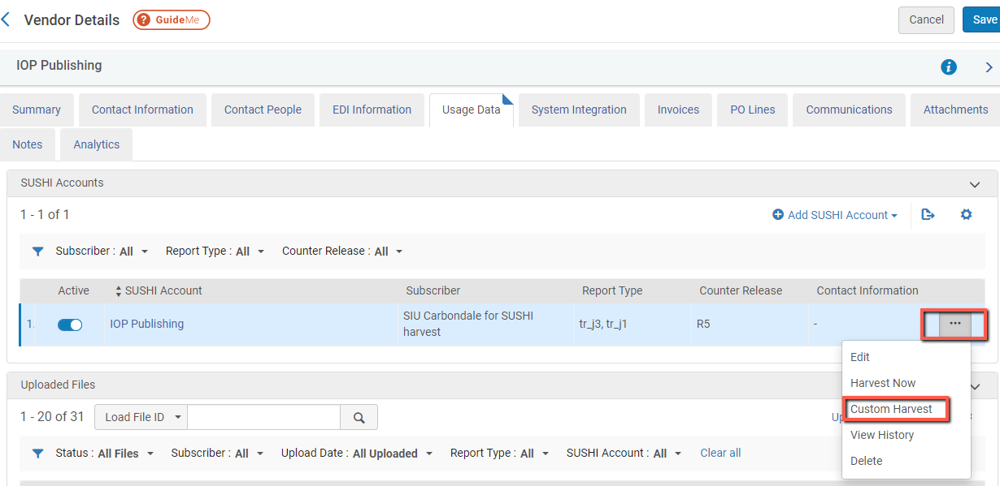 Vendor Details
? GuideMe
Cancel
Save
IOP Publishing
i
Summary
Contact Information
Contact People
EDI Information
Usage Data
System Integration
Invoices
PO Lines
Communications
Attachments
Notes
Analytics
SUSHI Accounts
1 - 1 of 1
Add SUSHI Account
Subscriber : All
Report Type : All
Counter Release : All
Active
SUSHI Account
Subscriber
Report Type
Counter Release
Contact Information
1.
IOP Publishing
SIU Carbondale for SUSHI
harvest
tr_j3, tr_j1
R5
-
...
Edit
Harvest Now
Custom Harvest
View History
Delete
Uploaded Files
1 - 20 of 31
Load File ID
Status : All Files
Subscriber : All
Upload Date : All Uploaded
Report Type : All
SUSHI Account : All
Clear all